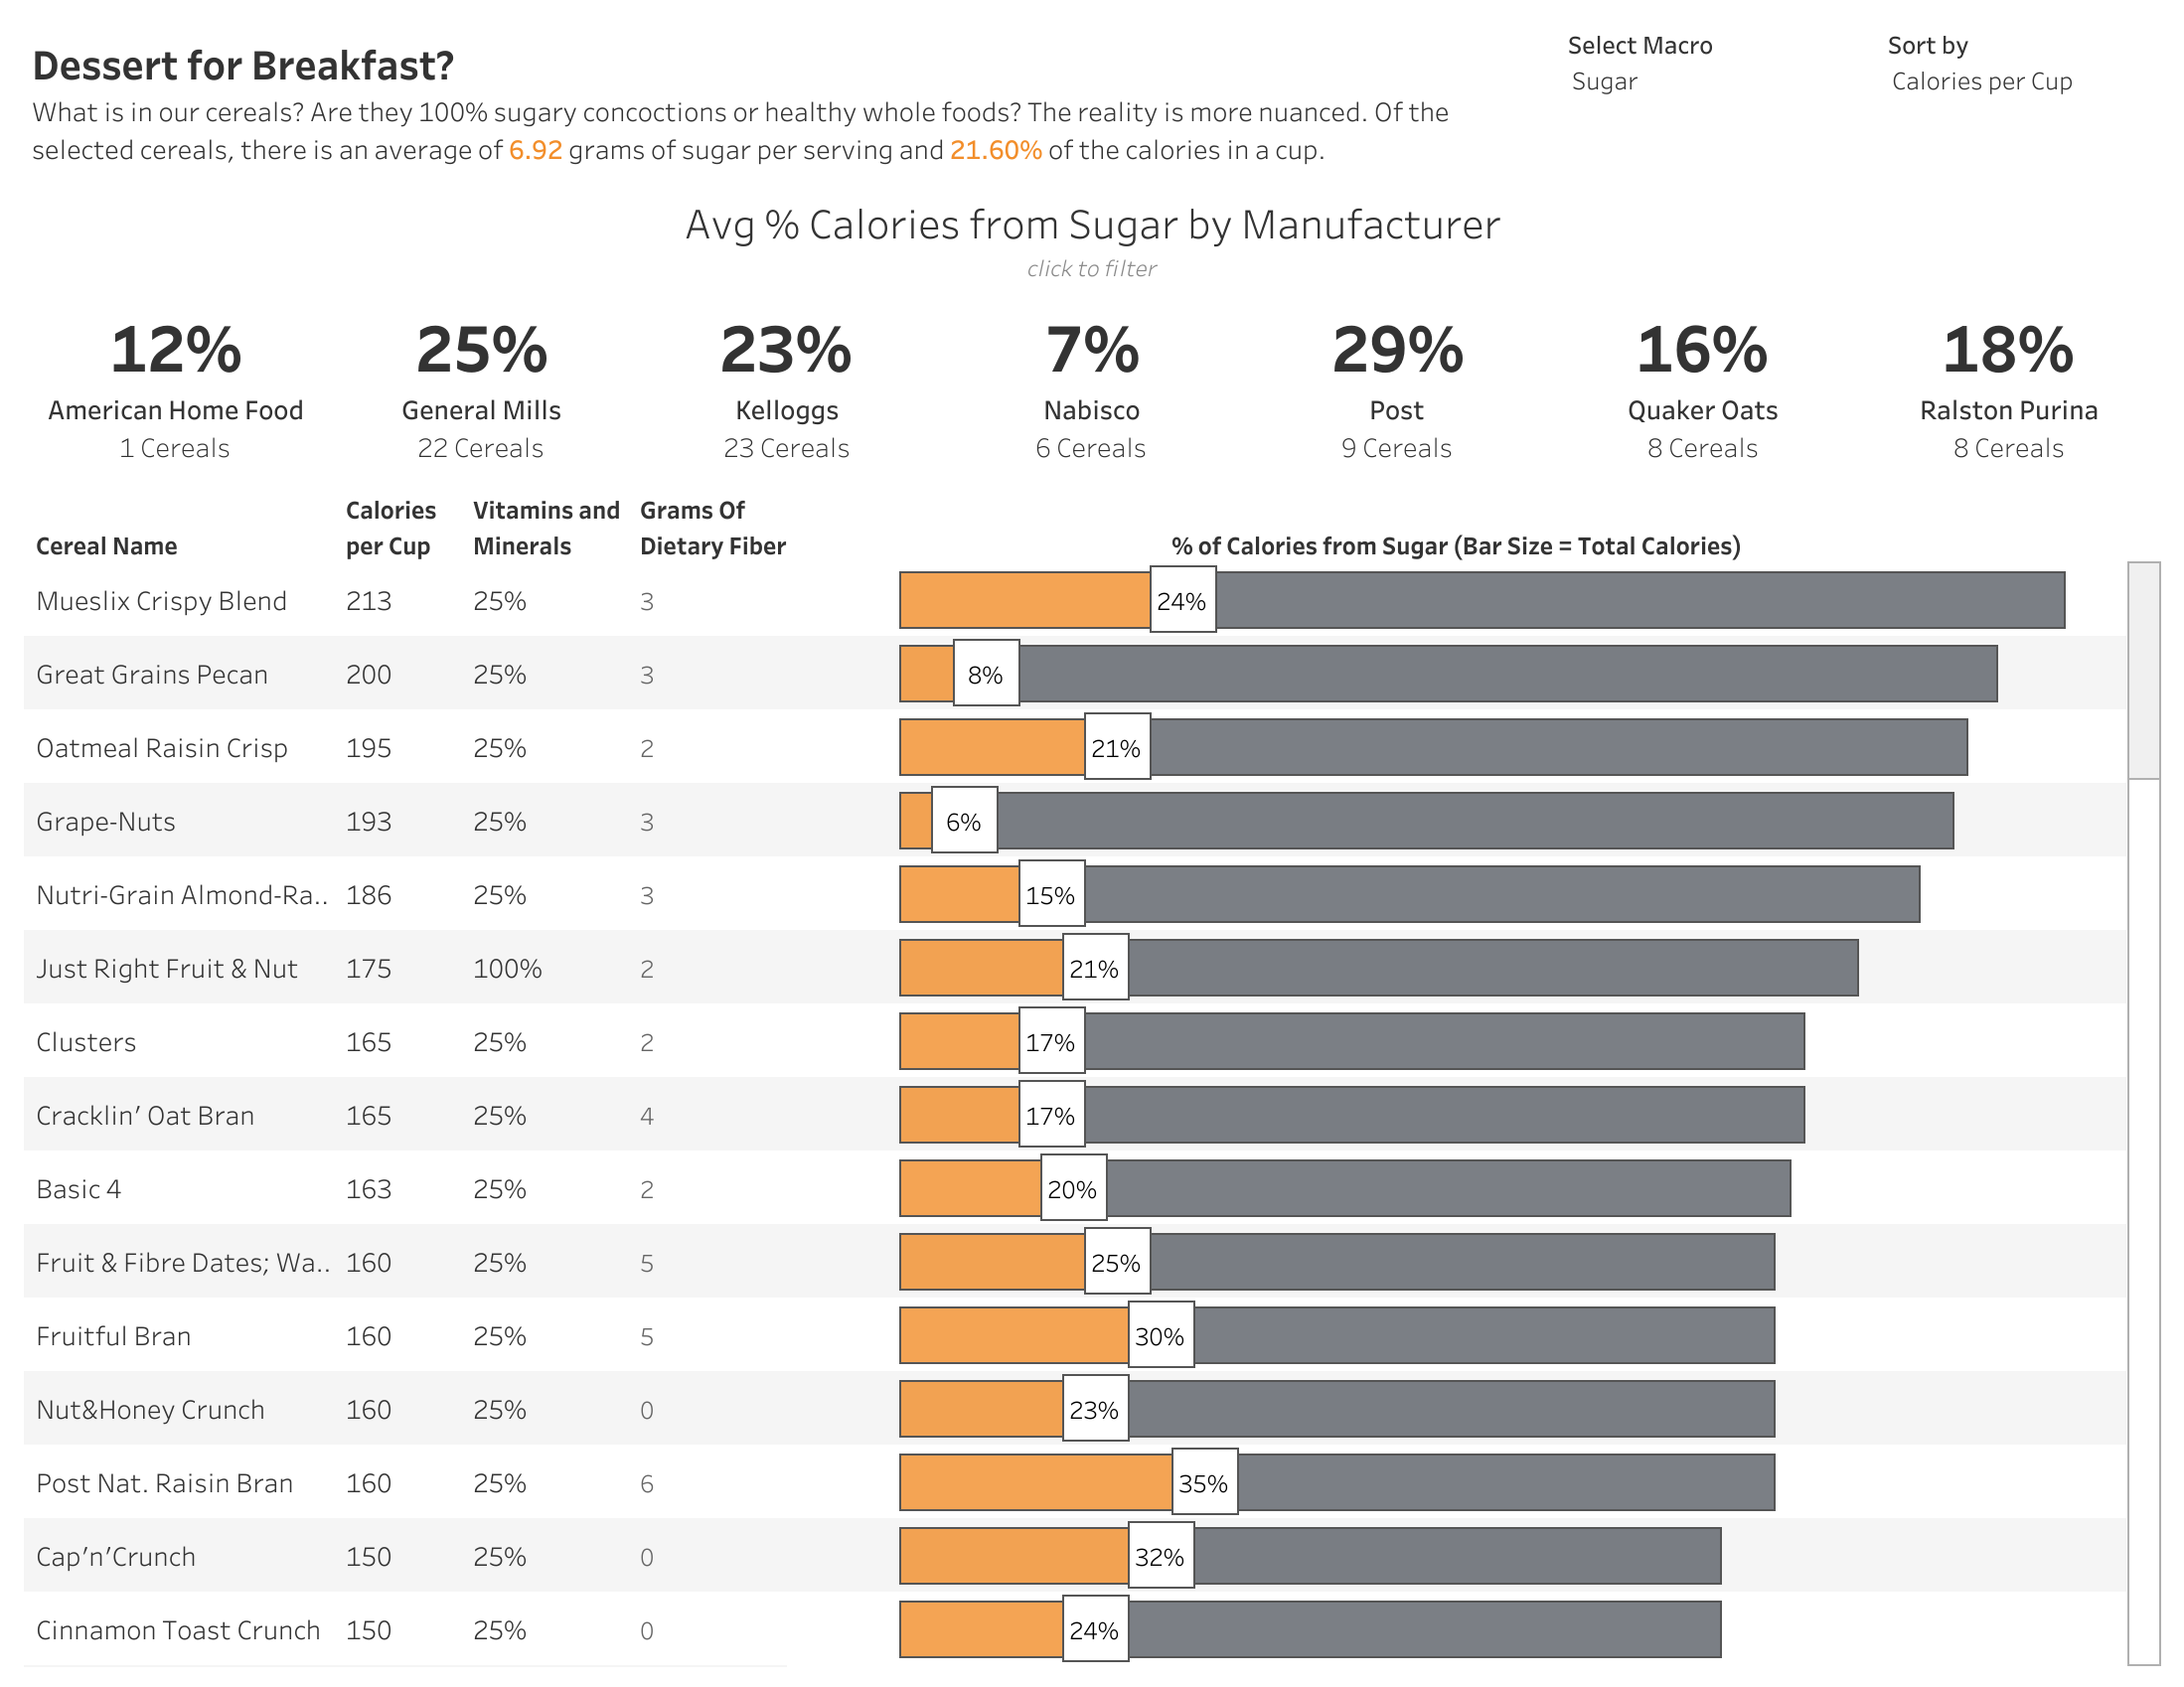 Dessert for Breakfast?
What is in our cereals? Are they 100% sugary concoctions or healthy whole foods? The reality is more nuanced. Of the
selected cereals, there is an average of 6.92 grams of sugar per serving and 21.60% of the calories in a cup.
Select Macro
Sugar
Sort by
Calories per Cup
Avg % Calories from Sugar by Manufacturer
click to filter
12% 25% 23% 7% 29% 16% 18%
American Home Food General Mills Kelloggs Nabisco Post Quaker Oats Ralston Purina
1 Cereals 22 Cereals 23 Cereals 6 Cereals 9 Cereals 8 Cereals 8 Cereals
Calories Vitamins and Grams Of
Cereal Name per Cup Minerals Dietary Fiber % of Calories from Sugar (Bar Size = Total Calories)
Mueslix Crispy Blend 213 25% 3 24%
Great Grains Pecan 200 25% 3 8%
Oatmeal Raisin Crisp 195 25% 2 21%
Grape-Nuts 193 25% 3 6%
Nutri-Grain Almond-Ra.. 186 25% 3 15%
Just Right Fruit & Nut 175 100% 2 21%
Clusters 165 25% 2 17%
Cracklin' Oat Bran 165 25% 4 17%
Basic 4 163 25% 2 20%
Fruit & Fibre Dates; Wa.. 160 25% 5 25%
Fruitful Bran 160 25% 5 30%
Nut&Honey Crunch 160 25% 0 23%
Post Nat. Raisin Bran 160 25% 6 35%
Cap'n'Crunch 150 25% 0 32%
Cinnamon Toast Crunch 150 25% 0 24%